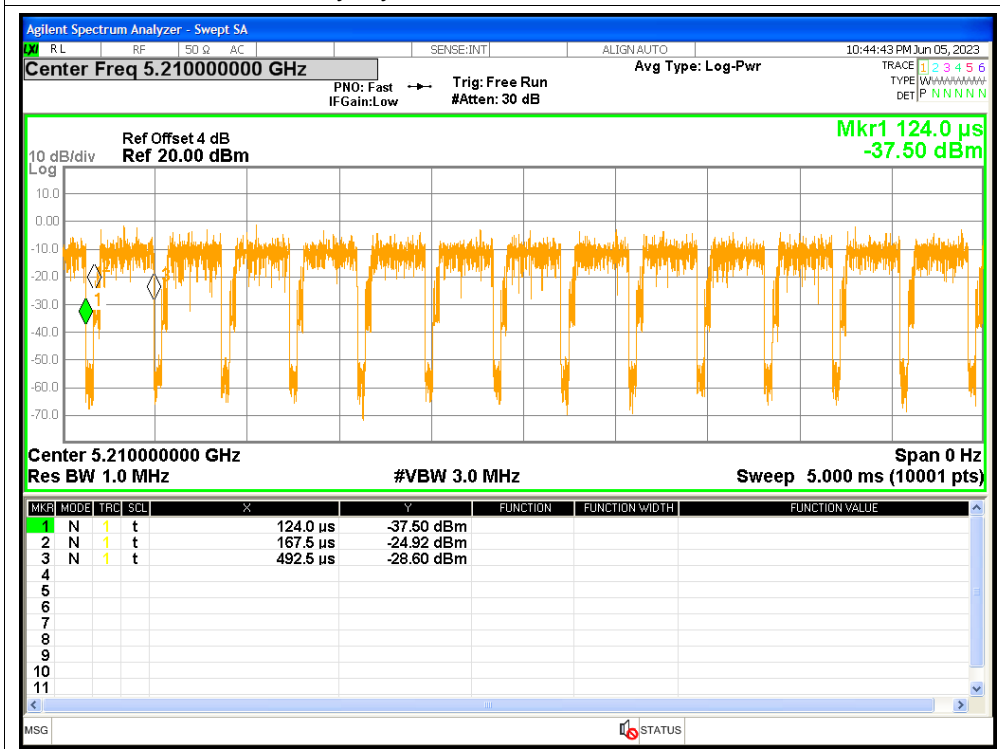 Agilent Spectrum Analyzer - Swept SA
LXI RL RF 50 Ω AC SENSE:INT ALIGN AUTO 10:44:43 PM Jun 05, 2023
Center Freq 5.210000000 GHz Avg Type: Log-Pwr TRACE 1 2 3 4 5 6
PNO: Fast Trig: Free Run TYPE WWWWWW
IFGain:Low #Atten: 30 dB DET P N N N N N
Mkr1 124.0 µs
Ref Offset 4 dB
10 dB/div Ref 20.00 dBm -37.50 dBm
Log
10.0
0.00
-10.0
-20.0
-30.0
1
-40.0
-50.0
-60.0
-70.0
Center 5.210000000 GHz Span 0 Hz
Res BW 1.0 MHz #VBW 3.0 MHz Sweep 5.000 ms (10001 pts)
MKR MODE TRC SCL X Y FUNCTION FUNCTION WIDTH FUNCTION VALUE
1 N 1 t 124.0 µs -37.50 dBm
2 N 1 t 167.5 µs -24.92 dBm
3 N 1 t 492.5 µs -28.60 dBm
4
5
6
7
8
9
10
11
MSG STATUS